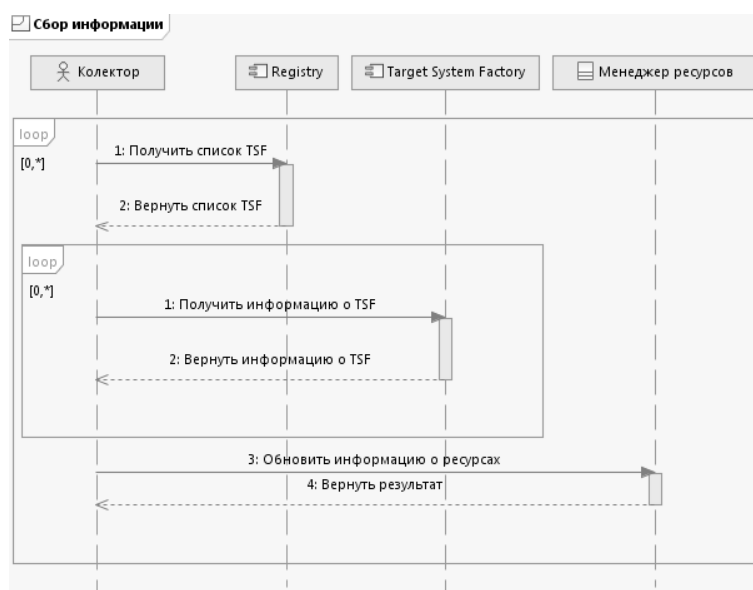 Сбор информации
Колектор
Registry
Target System Factory
Менеджер ресурсов
loop
[0,*]
1: Получить список TSF
2: Вернуть список TSF
loop
[0,*]
1: Получить информацию о TSF
2: Вернуть информацию о TSF
3: Обновить информацию о ресурсах
4: Вернуть результат